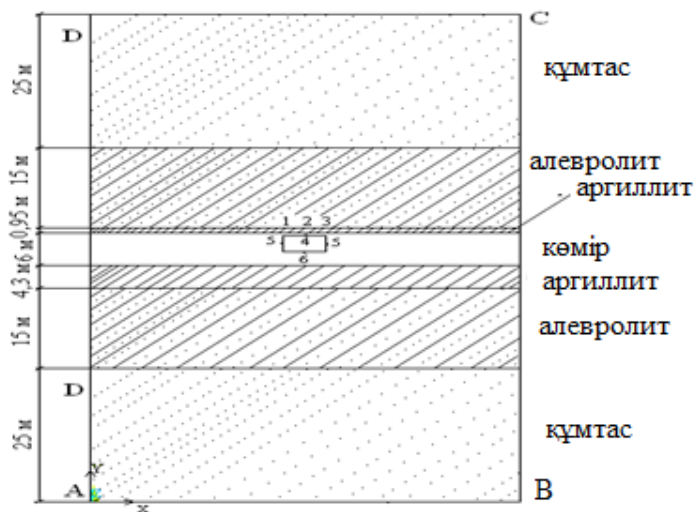 D
C
25 м
құмтас
15 м
алевролит
аргиллит
0,95 м
1 2 3
5 4 5
6
6 м
көмір
4,3 м
аргиллит
15 м
алевролит
D
25 м
құмтас
Y
A
X
B